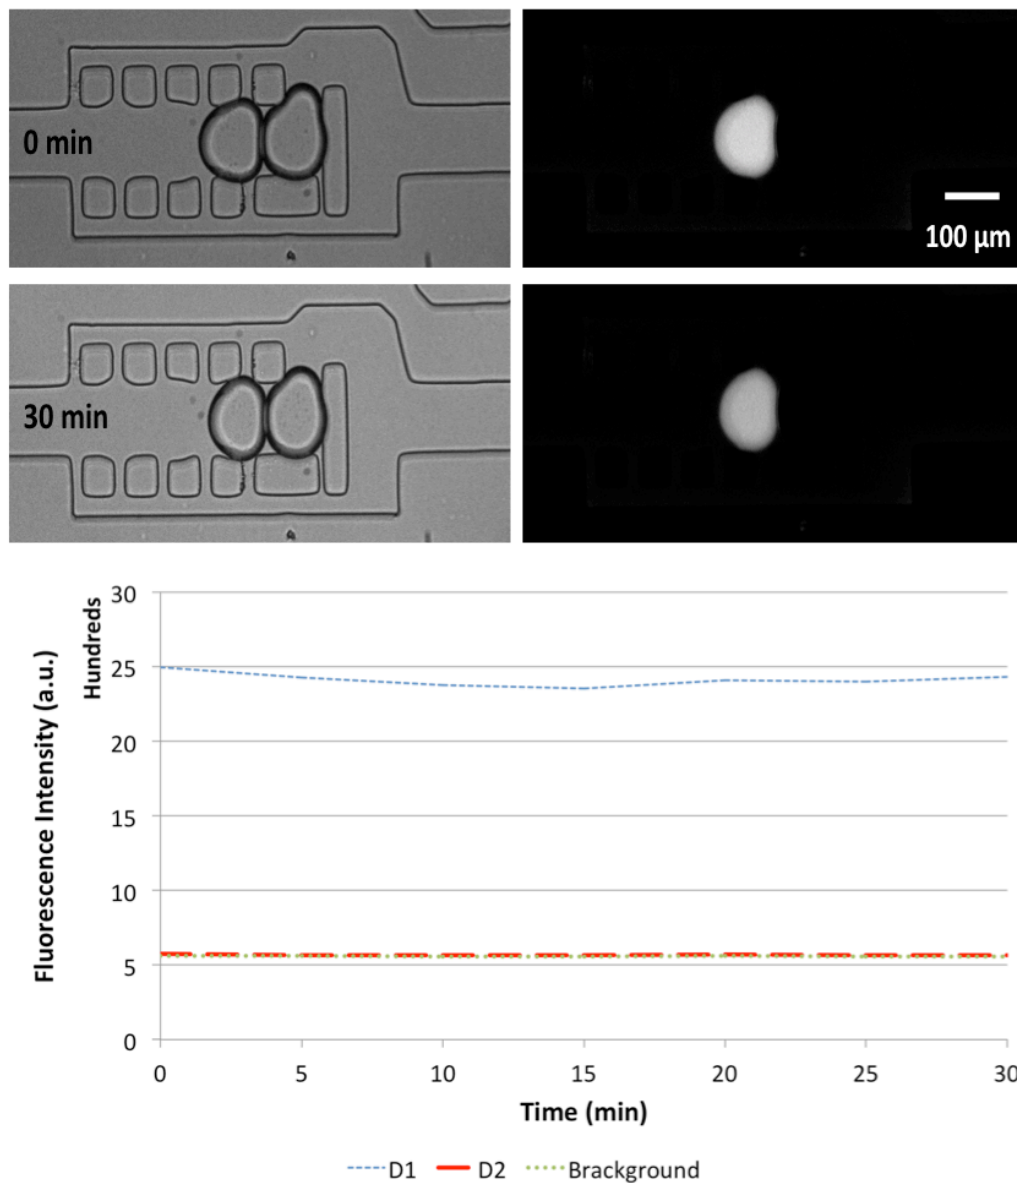 0 min
100 µm
30 min
Fluorescence Intensity (a.u.)
Hundreds
30
25
20
15
10
5
0
0 5 10 15 20 25 30
Time (min)
D1 D2 Brackground